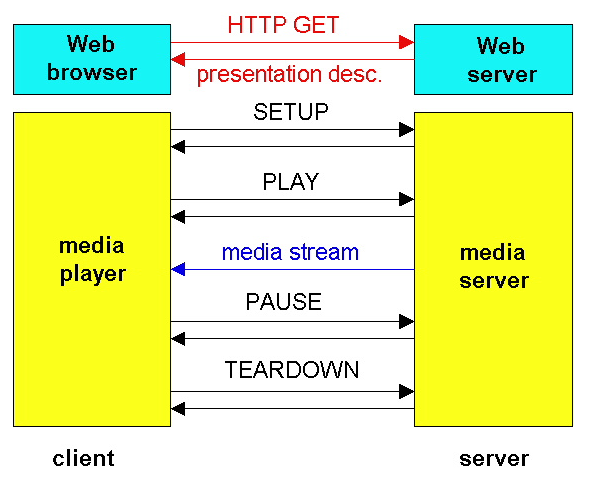 Web
browser
HTTP GET
presentation desc.
Web
server
SETUP
PLAY
media
player
media stream
media
server
PAUSE
TEARDOWN
client
server